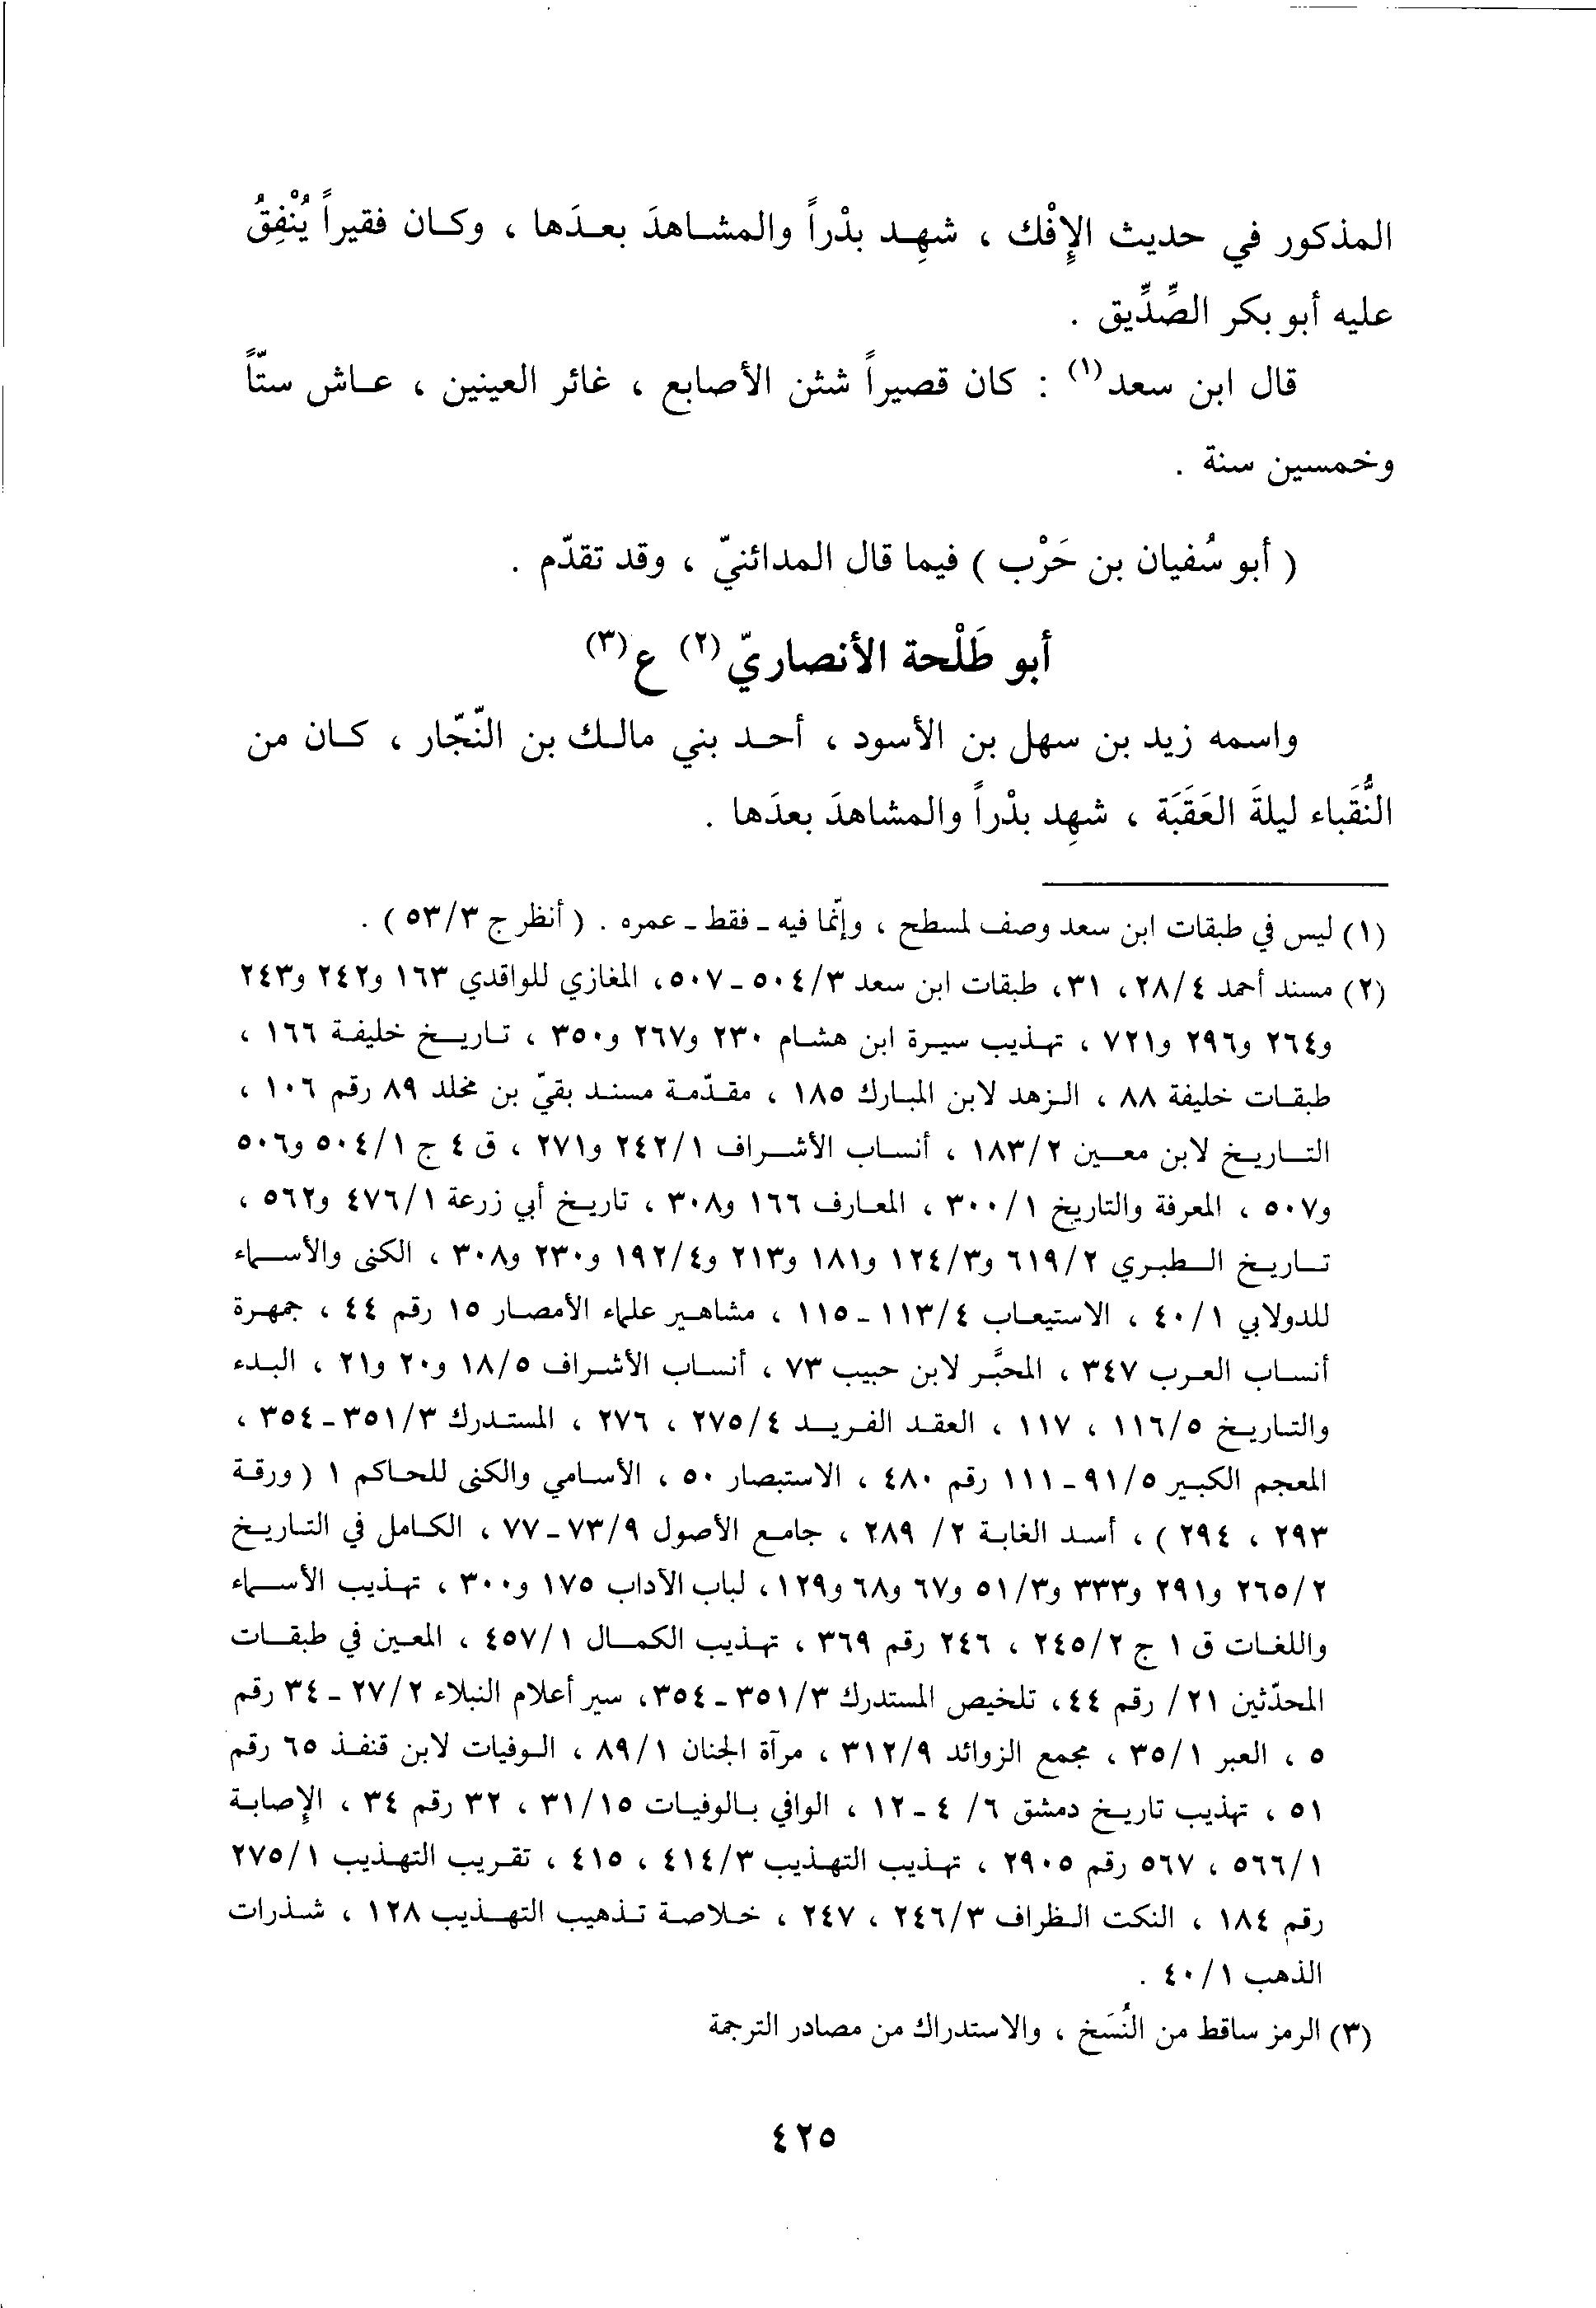 المذكور في حديث الإِفْك ، شهِد بدْراً والمشاهدَ بعدَها ، وكان فقيراً يُنْفِقُ
عليه أبو بكر الصِّدِّيق .
قال ابن سعد(١) : كان قصيراً شثن الأصابع ، غائر العينين ، عاش ستّاً
وخمسين سنة .
( أبو سُفيان بن حَرْب ) فيما قال المدائنيّ ، وقد تقدّم .
أبو طَلْحة الأنصاريّ(٢) ع(٣)
واسمه زيد بن سهل بن الأسود ، أحد بني مالك بن النّجّار ، كان من
النُّقَباء ليلةَ العَقَبَة ، شهِد بدْراً والمشاهدَ بعدَها .
(١) ليس في طبقات ابن سعد وصف لمسطح ، وإنّما فيه ـ فقط ـ عمره . ( أنظر ج ٥٣/٣ ) .
(٢) مسند أحمد ٢٨/٤ ، ٣١، طبقات ابن سعد ٥٠٤/٣ ـ ٥٠٧، المغازي للواقدي ١٦٣ و٢٤٢ و٢٤٣
و٢٦٤ و٢٩٦ و٧٢١ ، تهذيب سيرة ابن هشام ٢٣٠ و٢٦٧ و٣٥٠ ، تاريخ خليفة ١٦٦ ،
طبقات خليفة ٨٨ ، الزهد لابن المبارك ١٨٥ ، مقدّمة مسند بقيّ بن مخلد ٨٩ رقم ١٠٦ ،
التاريخ لابن معين ١٨٣/٢ ، أنساب الأشراف ٢٤٢/١ و٢٧١ ، ق ٤ ج ٥٠٤/١ و٥٠٦
و٥٠٧ ، المعرفة والتاريخ ٣٠٠/١ ، المعارف ١٦٦ و٣٠٨ ، تاريخ أبي زرعة ٤٧٦/١ و٥٦٢ ،
تاريخ الطبري ٦١٩/٢ و١٢٤/٣ و١٨١ و٢١٣ و١٩٢/٤ و٢٣٠ و٣٠٨ ، الكنى والأسماء
للدولابي ٤٠/١ ، الاستيعاب ١١٣/٤ ـ ١١٥ ، مشاهير علماء الأمصار ١٥ رقم ٤٤ ، جمهرة
أنساب العرب ٣٤٧ ، المحبَّر لابن حبيب ٧٣ ، أنساب الأشراف ١٨/٥ و٢٠ و٢١ ، البدء
والتاريخ ١١٦/٥ ، ١١٧ ، العقد الفريد ٢٧٥/٤ ، ٢٧٦ ، المستدرك ٣٥١/٣ ـ ٣٥٤ ،
المعجم الكبير ٩١/٥ ـ ١١١ رقم ٤٨٠ ، الاستبصار ٥٠ ، الأسامي والكنى للحاكم ١ ( ورقة
٢٩٣ ، ٢٩٤ ) ، أسد الغابة ٢/ ٢٨٩ ، جامع الأصول ٧٣/٩ ـ ٧٧ ، الكامل في التاريخ
٢٦٥/٢ و٢٩١ و٣٣٣ و٥١/٣ و٦٧ و٦٨ و١٢٩، لباب الآداب ١٧٥ و٣٠٠ ، تهذيب الأسماء
واللغات ق ١ ج ٢٤٥/٢ ، ٢٤٦ رقم ٣٦٩ ، تهذيب الكمال ٤٥٧/١ ، المعين في طبقات
المحدّثين ٢١/ رقم ٤٤، تلخيص المستدرك ٣٥١/٣ ـ ٣٥٤، سير أعلام النبلاء ٢٧/٢ ـ ٣٤ رقم
٥ ، العبر ٣٥/١ ، مجمع الزوائد ٣١٢/٩ ، مرآة الجنان ٨٩/١ ، الوفيات لابن قنفذ ٦٥ رقم
٥١ ، تهذيب تاريخ دمشق ٦/ ٤ ـ ١٢ ، الوافي بالوفيات ٣١/١٥ ، ٣٢ رقم ٣٤ ، الإصابة
٥٦٦/١ ، ٥٦٧ رقم ٢٩٠٥ ، تهذيب التهذيب ٤١٤/٣ ، ٤١٥ ، تقريب التهذيب ٢٧٥/١
رقم ١٨٤ ، النكت الظراف ٢٤٦/٣ ، ٢٤٧ ، خلاصة تذهيب التهذيب ١٢٨ ، شذرات
الذهب ٤٠/١ .
(٣) الرمز ساقط من النُسَخ ، والاستدراك من مصادر الترجمة
٤٢٥